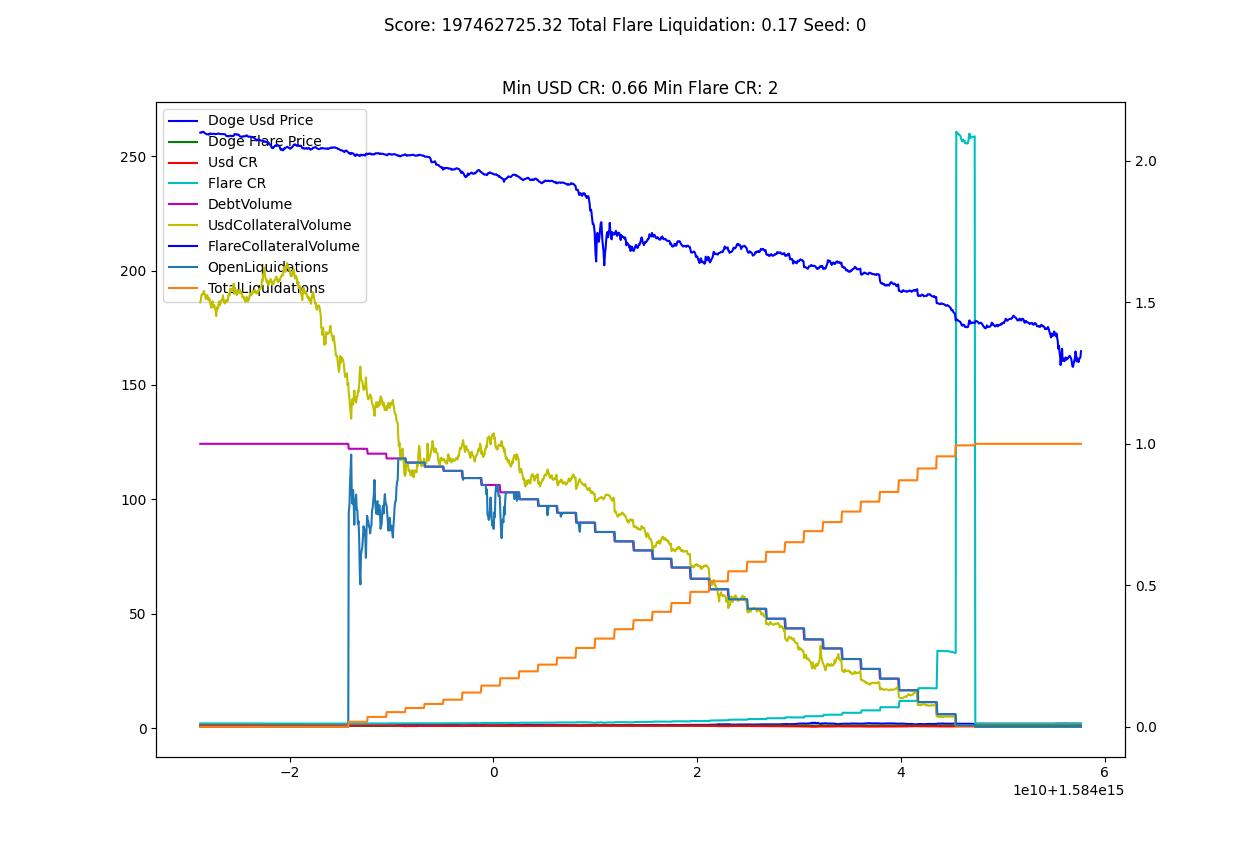 Score: 197462725.32 Total Flare Liquidation: 0.17 Seed: 0
Min USD CR: 0.66 Min Flare CR: 2
Doge Usd Price
Doge Flare Price
Usd CR
Flare CR
DebtVolume
UsdCollateralVolume
FlareCollateralVolume
OpenLiquidations
TotalLiquidations
250
200
150
100
50
0
2.0
1.5
1.0
0.5
0.0
−2
0
2
4
6
1e10+1.584e15